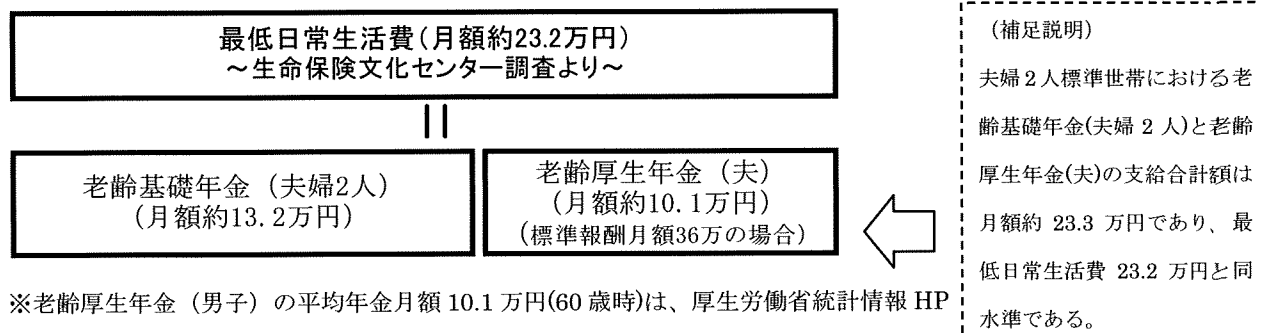 最低日常生活費(月額約23.2万円)
～生命保険文化センター調査より～
老齢基礎年金(夫婦2人)
(月額約13.2万円)
老齢厚生年金(夫)
(月額約10.1万円)
(標準報酬月額36万の場合)
※老齢厚生年金(男子)の平均年金月額 10.1 万円(60 歳時)は、厚生労働省統計情報 HP
(補足説明)
夫婦2人標準世帯における老
齢基礎年金(夫婦 2 人)と老齢
厚生年金(夫)の支給合計額は
月額約 23.3 万円であり、最
低日常生活費 23.2 万円と同
水準である。